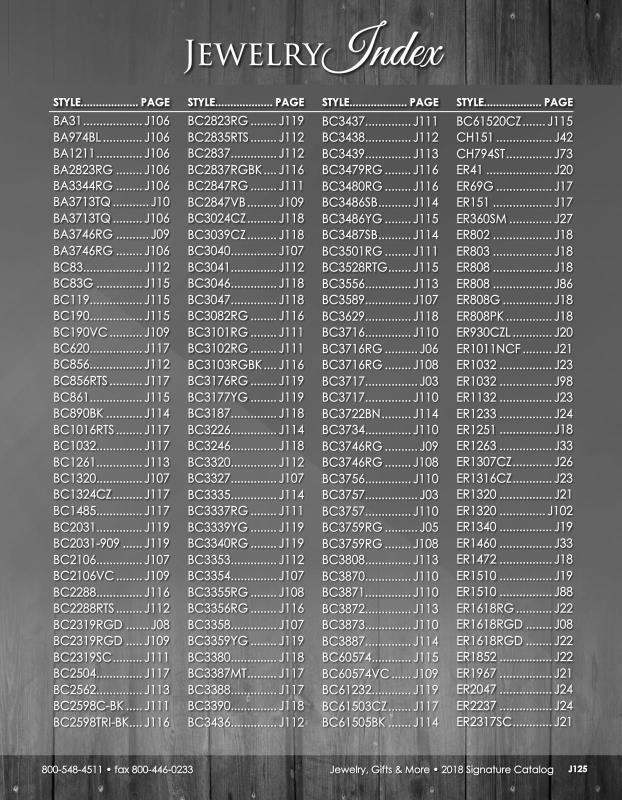 Jewelry Index
STYLE.................. PAGE
BA31 ..................... J106
BA974BL ............... J106
BA1211 ................. J106
BA2823RG ........... J106
BA3344RG ........... J106
BA3713TQ ............. J10
BA3713TQ ........... J106
BA3746RG ............ J09
BA3746RG ........... J106
BC83..................... J112
BC83G ................. J115
BC119................... J115
BC190................... J115
BC190VC ............. J109
BC620................... J117
BC856................... J112
BC856RTS ............ J117
BC861................... J115
BC890BK .............. J114
BC1016RTS .......... J117
BC1032................. J117
BC1261................. J113
BC1320................. J107
BC1324CZ............ J117
BC1485................. J117
BC2031................. J119
BC2031-909 ........ J119
BC2106................. J107
BC2106VC ........... J109
BC2288................. J116
BC2288RTS .......... J112
BC2319RGD ......... J08
BC2319RGD ....... J109
BC2319SC............ J111
BC2504................. J117
BC2562................. J113
BC2598C-BK ....... J111
BC2598TRI-BK...... J116
STYLE.................. PAGE
BC2823RG .......... J119
BC2835RTS .......... J112
BC2837................. J112
BC2837RGBK....... J116
BC2847RG ........... J111
BC2847VB............ J109
BC3024CZ............ J118
BC3039CZ............ J118
BC3040................. J107
BC3041................. J112
BC3046................. J118
BC3047................. J118
BC3082RG ........... J116
BC3101RG ........... J111
BC3102RG ........... J111
BC3103RGBK....... J116
BC3176RG ........... J119
BC3177YG ........... J119
BC3187................. J118
BC3226................. J114
BC3246................. J118
BC3320................. J112
BC3327................. J107
BC3335................. J114
BC3337RG ........... J111
BC3339YG ........... J119
BC3340RG ........... J119
BC3353................. J112
BC3354................. J107
BC3355RG ........... J108
BC3356RG ........... J116
BC3358................. J107
BC3359YG ........... J119
BC3380................. J118
BC3387MT............ J117
BC3388................. J117
BC3390................. J118
BC3436................. J112
STYLE.................. PAGE
BC3437................. J111
BC3438................. J112
BC3439................. J113
BC3479RG ........... J116
BC3480RG ........... J116
BC3486SB ............ J114
BC3486YG ........... J115
BC3487SB ............ J114
BC3501RG ........... J111
BC3528RTG.......... J115
BC3556................. J113
BC3589................. J107
BC3629................. J118
BC3716................. J110
BC3716RG ............ J06
BC3716RG ........... J108
BC3717................... J03
BC3717................. J110
BC3722BN ............ J114
BC3734................. J110
BC3746RG ............ J09
BC3746RG ........... J108
BC3756................. J110
BC3757................... J03
BC3757................. J110
BC3759RG ............ J05
BC3759RG ........... J108
BC3808................. J113
BC3870................. J110
BC3871................. J110
BC3872................. J113
BC3873................. J110
BC3887................. J114
BC60574............... J115
BC60574VC ......... J109
BC61232............... J119
BC61503CZ.......... J117
BC61505BK .......... J114
STYLE.................. PAGE
BC61520CZ.......... J115
CH151 ................... J42
CH794ST................ J73
ER41 ...................... J20
ER69G ................... J17
ER151 .................... J17
ER360SM ............... J27
ER802 .................... J18
ER803 .................... J18
ER808 .................... J18
ER808 .................... J86
ER808G ................. J18
ER808PK ................ J18
ER930CZL.............. J20
ER1011NCF ........... J21
ER1032 .................. J23
ER1032 .................. J98
ER1132 .................. J23
ER1233 .................. J24
ER1251 .................. J18
ER1263 .................. J33
ER1307CZ.............. J26
ER1316CZ.............. J23
ER1320 .................. J21
ER1320 ................ J102
ER1340 .................. J19
ER1460 .................. J33
ER1472 .................. J18
ER1510 .................. J19
ER1510 .................. J88
ER1618RG ............. J22
ER1618RGD .......... J08
ER1618RGD .......... J22
ER1852 .................. J22
ER1967 .................. J21
ER2047 .................. J24
ER2237 .................. J24
ER2317SC.............. J21
800-548-4511 • fax 800-446-0233
Jewelry, Gifts & More • 2018 Signature Catalog J125